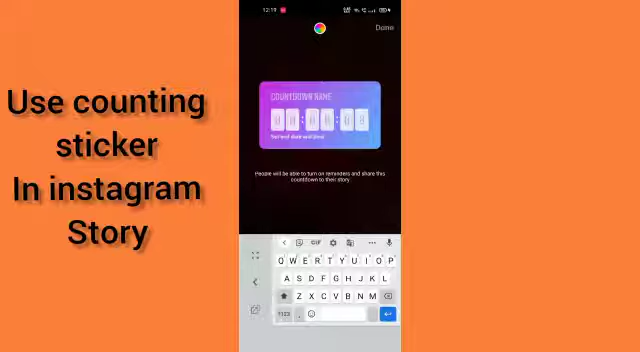 Use counting
sticker
In instagram
Story
12:19
Done
COUNTDOWN NAME
People will be able to turn on reminders and share this
countdown to their story
GIF
Q W E R T Y U I O P
A S D F G H J K L
Z X C V B N M
?123 ,